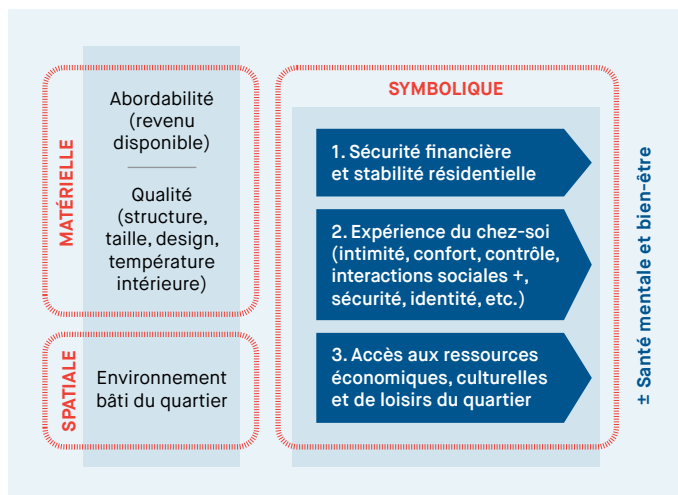 MATÉRIELLE
Abordabilité
(revenu
disponible)
Qualité
(structure,
taille, design,
température
intérieure)
SPATIALE
Environnement
bâti du quartier
SYMBOLIQUE
1. Sécurité financière
et stabilité résidentielle
2. Expérience du chez-soi
(intimité, confort, contrôle,
interactions sociales +,
sécurité, identité, etc.)
3. Accès aux ressources
économiques, culturelles
et de loisirs du quartier
± Santé mentale et bien-être